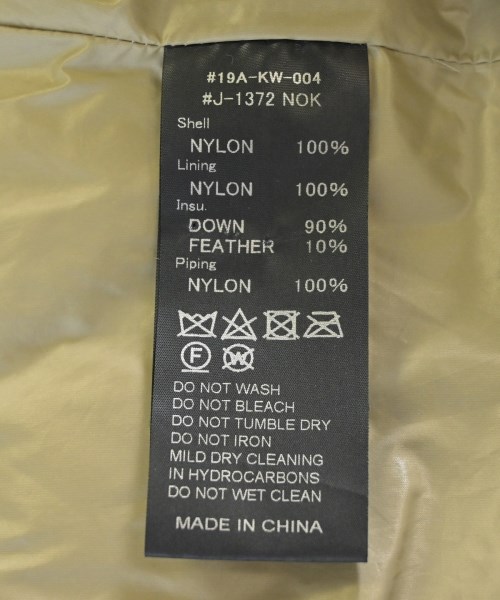 #19A-KW-004
#J-1372 NOK
Shell
NYLON 100%
Lining
NYLON 100%
Insu.
DOWN 90%
FEATHER 10%
Piping
NYLON 100%
F W
DO NOT WASH
DO NOT BLEACH
DO NOT TUMBLE DRY
DO NOT IRON
MILD DRY CLEANING
IN HYDROCARBONS
DO NOT WET CLEAN
MADE IN CHINA